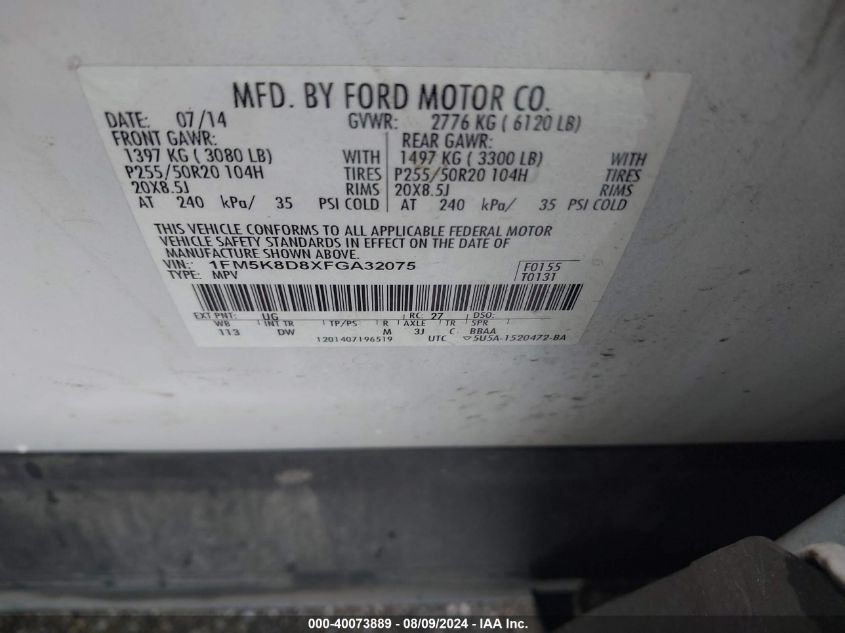 MFD. BY FORD MOTOR CO.
DATE: 07/14 GVWR: 2776 KG ( 6120 LB)
FRONT GAWR: REAR GAWR:
1397 KG ( 3080 LB) WITH 1497 KG ( 3300 LB) WITH
P255/50R20 104H TIRES P255/50R20 104H TIRES
20X8.5J RIMS 20X8.5J RIMS
AT 240 kPa/ 35 PSI COLD AT 240 kPa/ 35 PSI COLD
THIS VEHICLE CONFORMS TO ALL APPLICABLE FEDERAL MOTOR
VEHICLE SAFETY STANDARDS IN EFFECT ON THE DATE OF
MANUFACTURE SHOWN ABOVE.
VIN: 1FM5K8D8XFGA32075 F0155
TYPE: MPV T0131
EXT PNT: UG RC: 27 DSO:
WB INT TR TP/PS R AXLE TR SPR
113 DW M 3J C BBAA
1201407196519 UTC ▽5U5A-1520472-BA
000-40073889 - 08/09/2024 - IAA Inc.